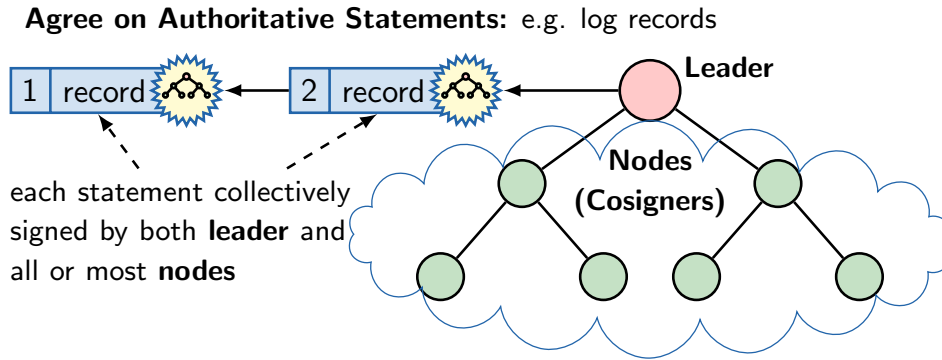 Agree on Authoritative Statements: e.g. log records
1 record
2 record
Leader
Nodes
(Cosigners)
each statement collectively
signed by both leader and
all or most nodes